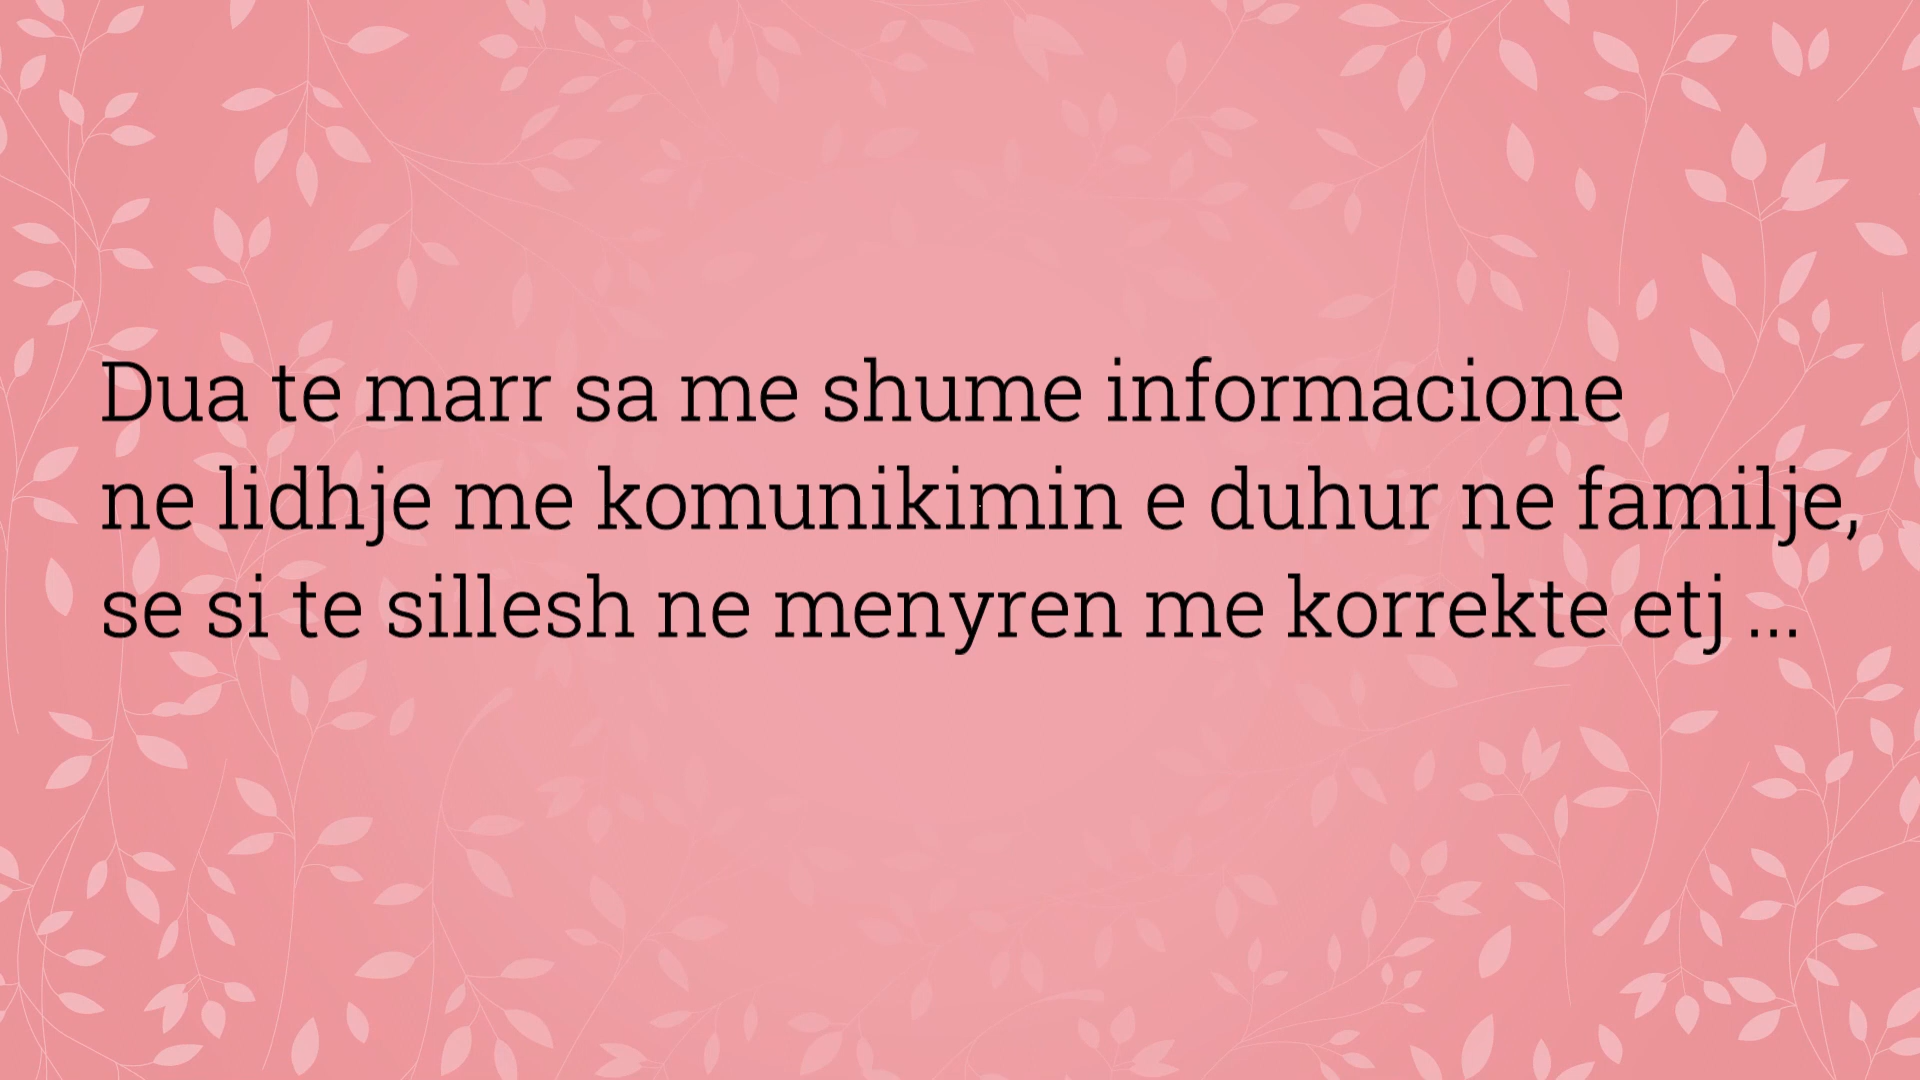 Dua te marr sa me shume informacione
ne lidhje me komunikimin e duhur ne familje,
se si te sillesh ne menyren me korrekte etj ...